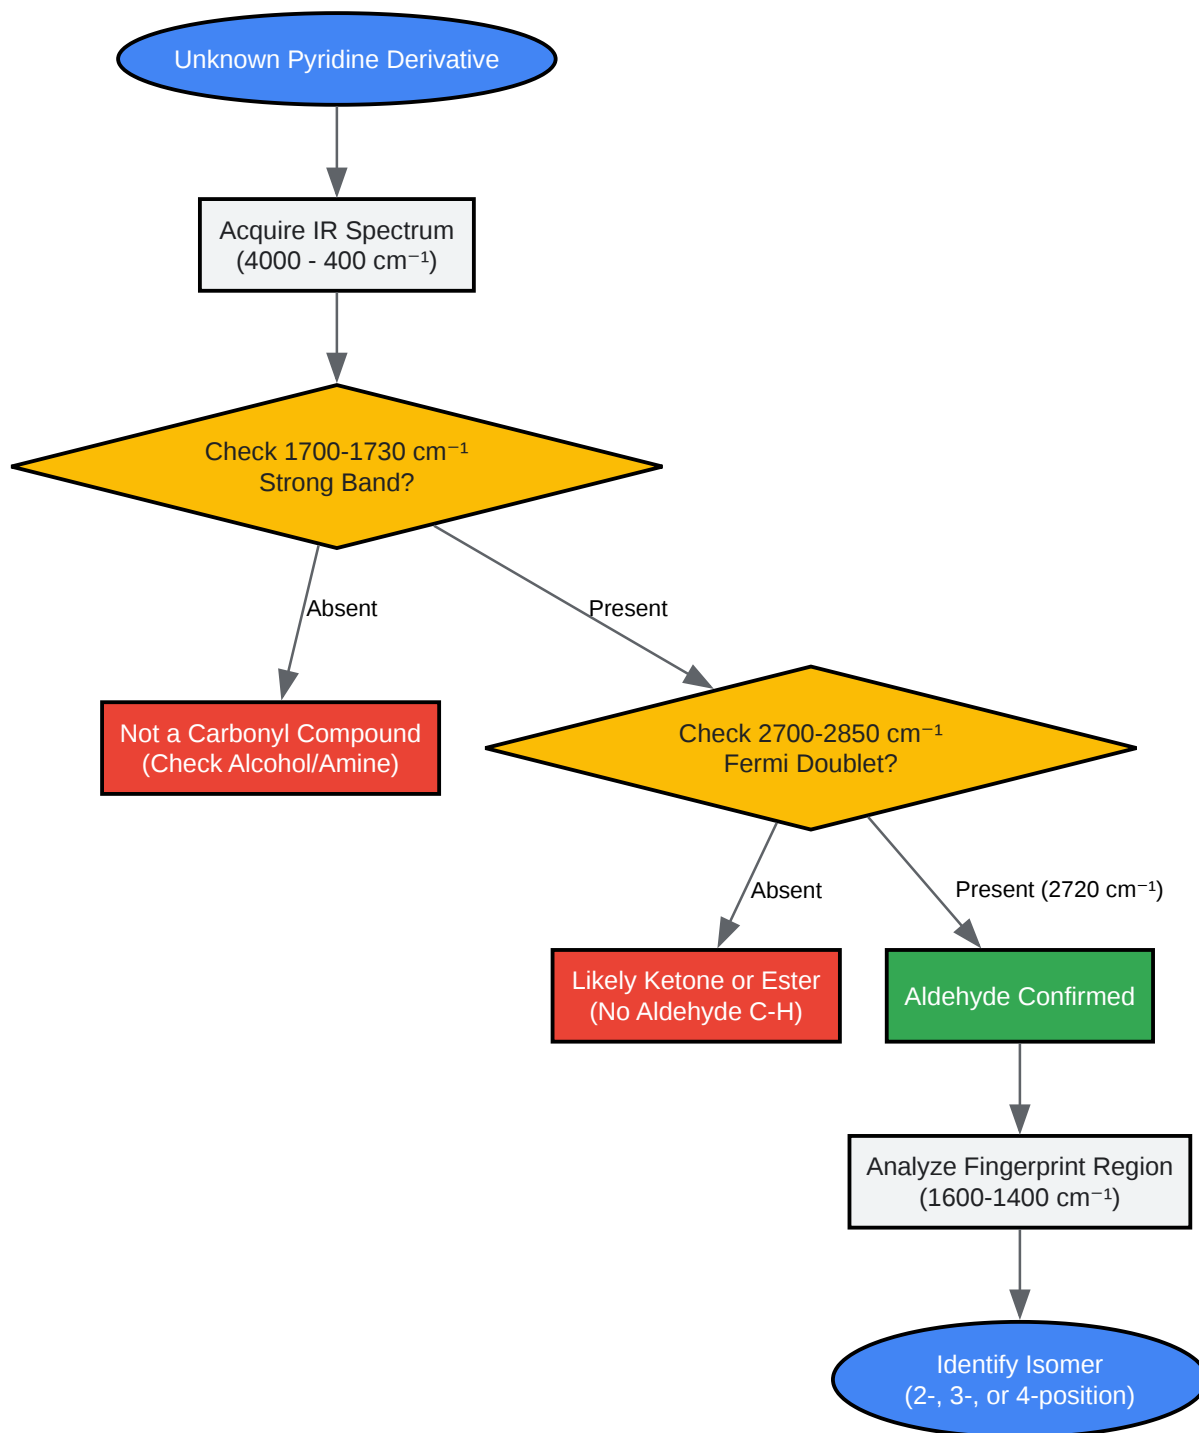 Unknown Pyridine Derivative
Acquire IR Spectrum
(4000 - 400 cm⁻¹)
Check 1700-1730 cm⁻¹
Strong Band?
Absent
Present
Not a Carbonyl Compound
(Check Alcohol/Amine)
Check 2700-2850 cm⁻¹
Fermi Doublet?
Absent
Present (2720 cm⁻¹)
Likely Ketone or Ester
(No Aldehyde C-H)
Aldehyde Confirmed
Analyze Fingerprint Region
(1600-1400 cm⁻¹)
Identify Isomer
(2-, 3-, or 4-position)